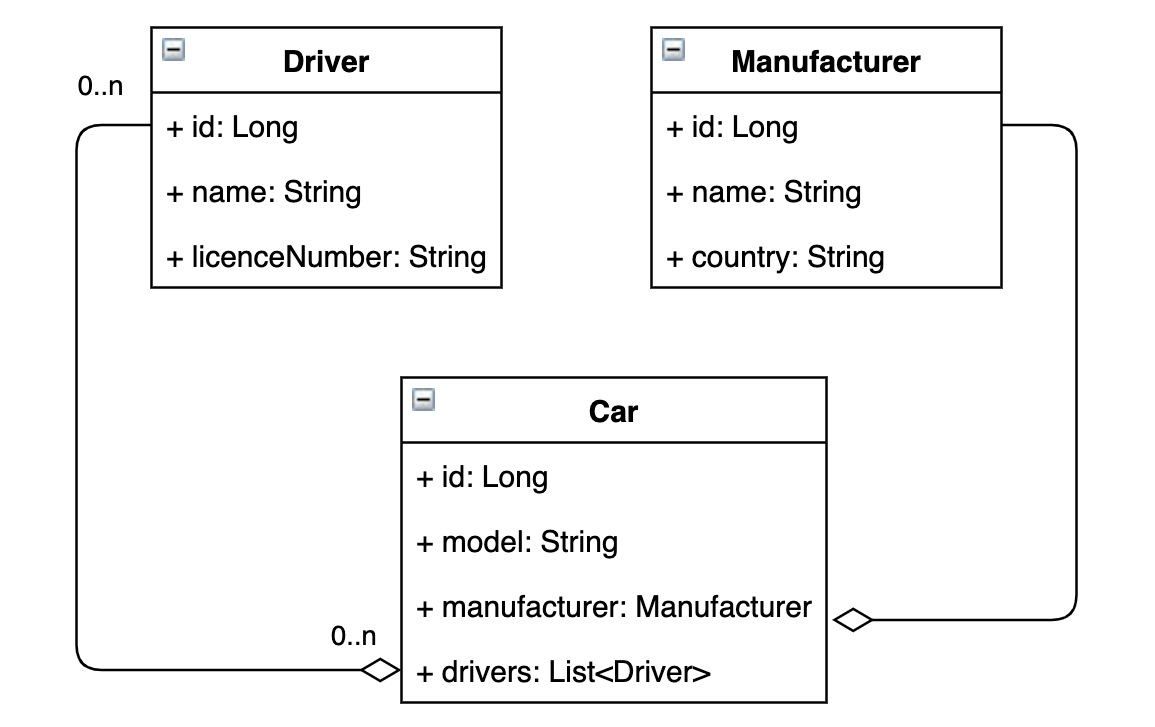 0..n
Driver
+ id: Long
+ name: String
+ licenceNumber: String
Manufacturer
+ id: Long
+ name: String
+ country: String
Car
+ id: Long
+ model: String
+ manufacturer: Manufacturer
+ drivers: List<Driver>
0..n